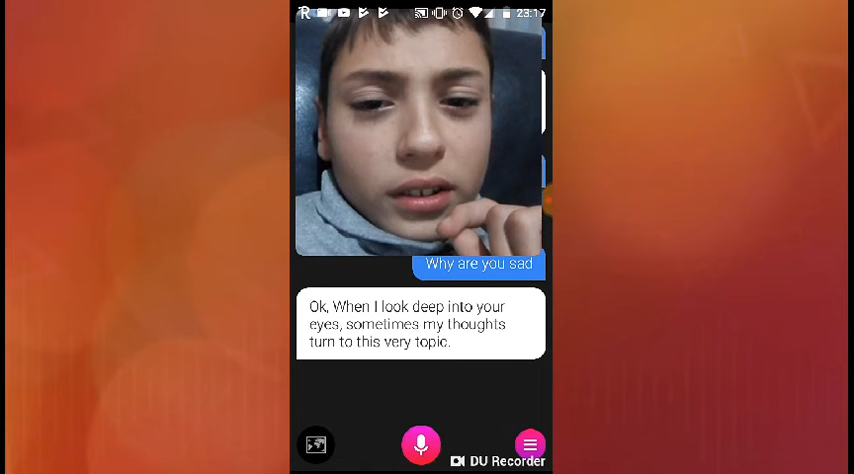 23:17
Why are you sad
Ok, When I look deep into your
eyes, sometimes my thoughts
turn to this very topic.
DU Recorder